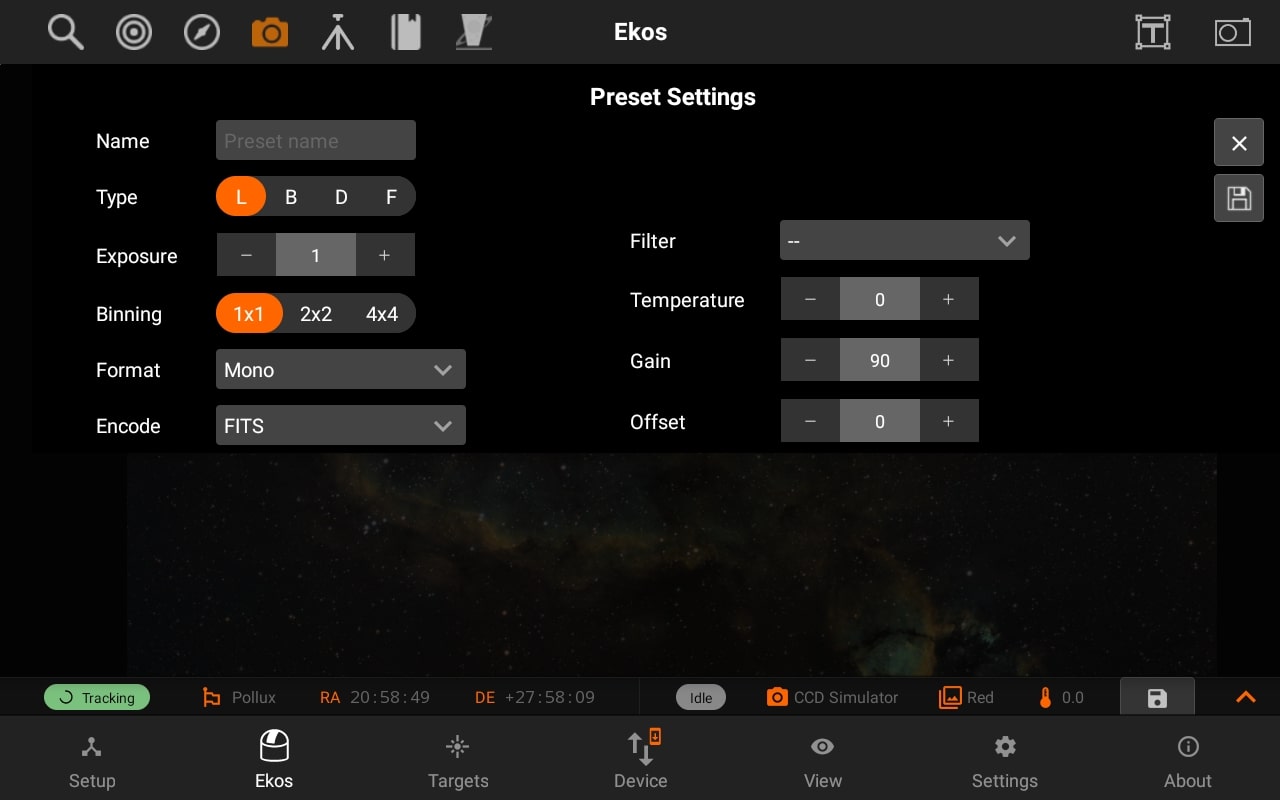 Ekos
Preset Settings
Name Preset name
Type L B D F
Exposure − 1 +
Binning 1x1 2x2 4x4
Format Mono
Encode FITS
Filter --
Temperature − 0 +
Gain − 90 +
Offset − 0 +
Tracking Pollux RA 20:58:49 DE +27:58:09 Idle CCD Simulator Red 0.0
Setup Ekos Targets Device View Settings About